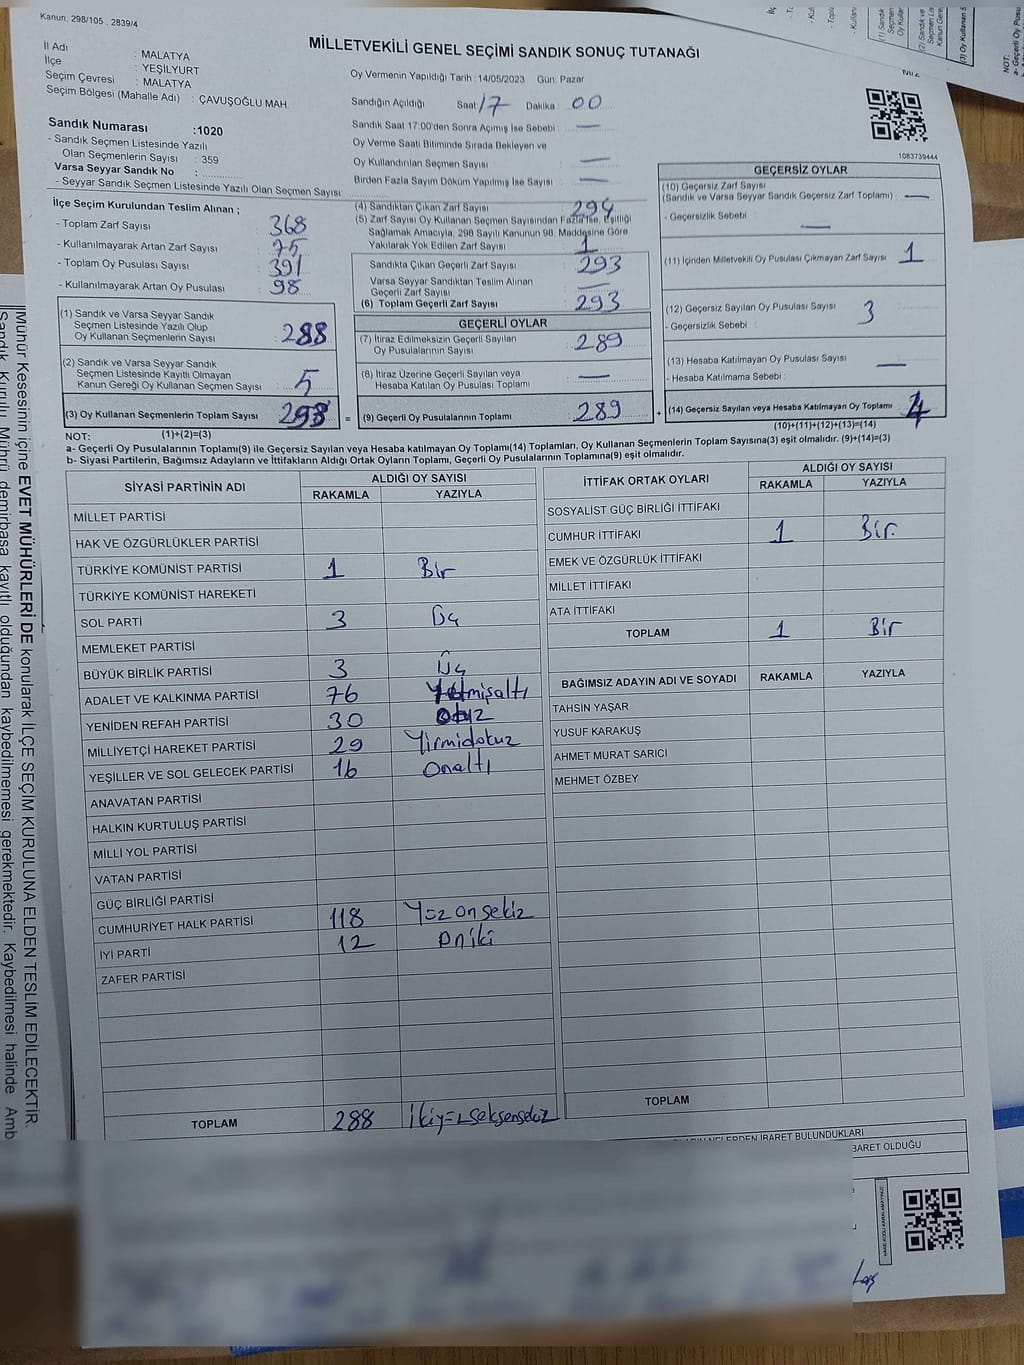 Kanun; 298/105 , 2839/4
MİLLETVEKİLİ GENEL SEÇİMİ SANDIK SONUÇ TUTANAĞI
İl Adı : MALATYA
İlçe : YEŞİLYURT
Seçim Çevresi : MALATYA
Seçim Bölgesi (Mahalle Adı) : ÇAVUŞOĞLU MAH.
Oy Vermenin Yapıldığı Tarih : 14/05/2023 Gün: Pazar
Sandığın Açıldığı Saat: 17 Dakika : 00
Sandık Saat 17:00'den Sonra Açımış İse Sebebi : —
Oy Verme Saati Bitiminde Sırada Bekleyen ve
Oy Kullandırılan Seçmen Sayısı —
Birden Fazla Sayım Döküm Yapılmış İse Sayısı —
Sandık Numarası :1020
- Sandık Seçmen Listesinde Yazılı
Olan Seçmenlerin Sayısı : 359
Varsa Seyyar Sandık No :
- Seyyar Sandık Seçmen Listesinde Yazılı Olan Seçmen Sayısı:
1083739444
İlçe Seçim Kurulundan Teslim Alınan ;
- Toplam Zarf Sayısı 368
- Kullanılmayarak Artan Zarf Sayısı 75
- Toplam Oy Pusulası Sayısı 391
- Kullanılmayarak Artan Oy Pusulası 98
(1) Sandık ve Varsa Seyyar Sandık
Seçmen Listesinde Yazılı Olup
Oy Kullanan Seçmenlerin Sayısı 288
(2) Sandık ve Varsa Seyyar Sandık
Seçmen Listesinde Kayıtlı Olmayan
Kanun Gereği Oy Kullanan Seçmen Sayısı 5
(3) Oy Kullanan Seçmenlerin Toplam Sayısı 293
(1)+(2)=(3)
(4) Sandıktan Çıkan Zarf Sayısı 294
(5) Zarf Sayısı Oy Kullanan Seçmen Sayısından Fazla İse, Eşitliği
Sağlamak Amacıyla; 298 Sayılı Kanunun 98. Maddesine Göre
Yakılarak Yok Edilen Zarf Sayısı 1
Sandıkta Çıkan Geçerli Zarf Sayısı 293
Varsa Seyyar Sandıktan Teslim Alınan
Geçerli Zarf Sayısı —
(6) Toplam Geçerli Zarf Sayısı 293
GEÇERLİ OYLAR
(7) İtiraz Edilmeksizin Geçerli Sayılan
Oy Pusulalarının Sayısı 289
(8) İtiraz Üzerine Geçerli Sayılan veya
Hesaba Katılan Oy Pusulası Toplamı —
= (9) Geçerli Oy Pusulalarının Toplamı 289
GEÇERSİZ OYLAR
(10) Geçersiz Zarf Sayısı
(Sandık ve Varsa Seyyar Sandık Geçersiz Zarf Toplamı) —
- Geçersizlik Sebebi —
(11) İçinden Milletvekili Oy Pusulası Çıkmayan Zarf Sayısı 1
(12) Geçersiz Sayılan Oy Pusulası Sayısı 3
- Geçersizlik Sebebi :
(13) Hesaba Katılmayan Oy Pusulası Sayısı —
- Hesaba Katılmama Sebebi :
+ (14) Geçersiz Sayılan veya Hesaba Katılmayan Oy Toplamı 4
(10)+(11)+(12)+(13)=(14)
NOT:
a- Geçerli Oy Pusulalarının Toplamı(9) ile Geçersiz Sayılan veya Hesaba katılmayan Oy Toplamı(14) Toplamları, Oy Kullanan Seçmenlerin Toplam Sayısına(3) eşit olmalıdır. (9)+(14)=(3)
b- Siyasi Partilerin, Bağımsız Adayların ve İttifakların Aldığı Ortak Oyların Toplamı, Geçerli Oy Pusulalarının Toplamına(9) eşit olmalıdır.
SİYASİ PARTİNİN ADI ALDIĞI OY SAYISI
RAKAMLA YAZIYLA
MİLLET PARTİSİ
HAK VE ÖZGÜRLÜKLER PARTİSİ
TÜRKİYE KOMÜNİST PARTİSİ 1 Bir
TÜRKİYE KOMÜNİST HAREKETİ
SOL PARTİ 3 Üç
MEMLEKET PARTİSİ
BÜYÜK BİRLİK PARTİSİ 3 Üç
ADALET VE KALKINMA PARTİSİ 76 Yetmişaltı
YENİDEN REFAH PARTİSİ 30 Otuz
MİLLİYETÇİ HAREKET PARTİSİ 29 Yirmidokuz
YEŞİLLER VE SOL GELECEK PARTİSİ 16 Onaltı
ANAVATAN PARTİSİ
HALKIN KURTULUŞ PARTİSİ
MİLLİ YOL PARTİSİ
VATAN PARTİSİ
GÜÇ BİRLİĞİ PARTİSİ
CUMHURİYET HALK PARTİSİ 118 Yüz on sekiz
İYİ PARTİ 12 Oniki
ZAFER PARTİSİ
TOPLAM 288 İkiyüzseksensekiz
İTTİFAK ORTAK OYLARI ALDIĞI OY SAYISI
RAKAMLA YAZIYLA
SOSYALİST GÜÇ BİRLİĞİ İTTİFAKI
CUMHUR İTTİFAKI 1 Bir.
EMEK VE ÖZGÜRLÜK İTTİFAKI
MİLLET İTTİFAKI
ATA İTTİFAKI
TOPLAM 1 Bir
BAĞIMSIZ ADAYIN ADI VE SOYADI RAKAMLA YAZIYLA
TAHSİN YAŞAR
YUSUF KARAKUŞ
AHMET MURAT SARICI
MEHMET ÖZBEY
TOPLAM
NELERDEN İBARET BULUNDUKLARI
BARET OLDUĞU
Mühür Kesesinin içine EVET MÜHÜRLERİ DE konularak İLÇE SEÇİM KURULUNA ELDEN TESLİM EDİLECEKTİR.
Sandık Kurulu Mührü demirbaşa kayıtlı olduğundan kaybedilmemesi gerekmektedir. Kaybedilmesi halinde